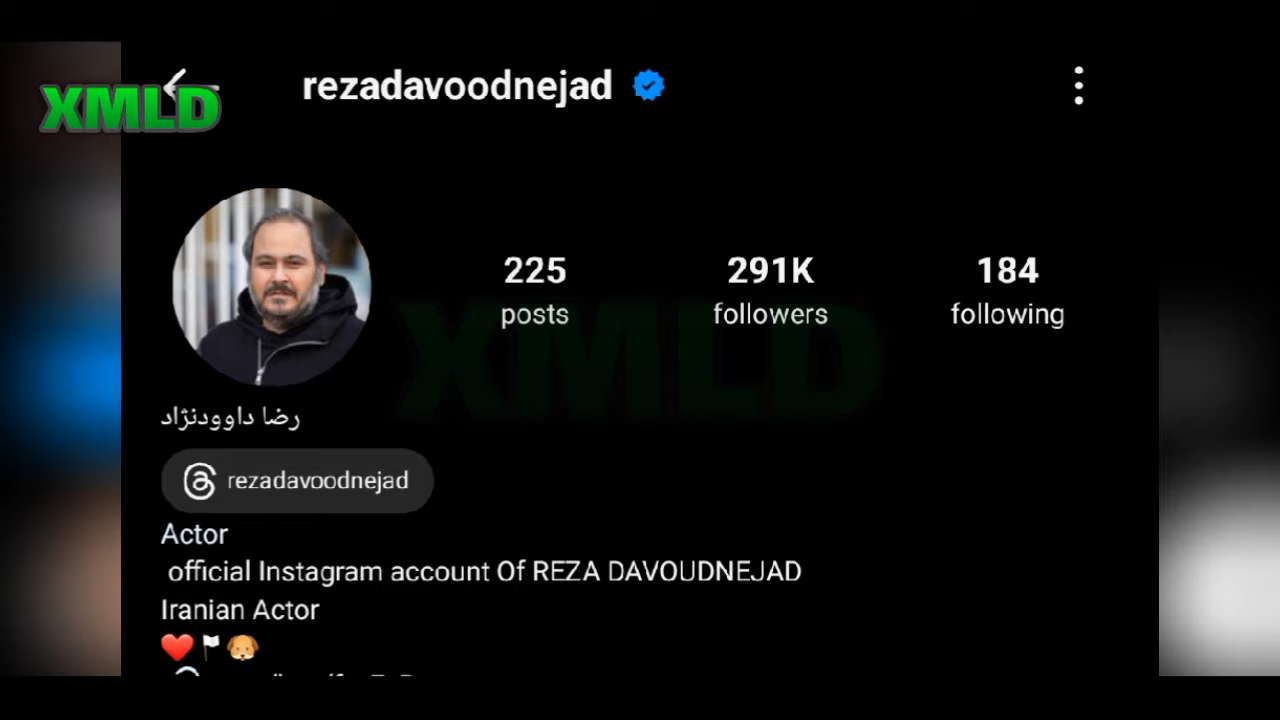 XMLD
rezadavoodnejad
225 291K 184
posts followers following
XMLD
رضا داوودنژاد
rezadavoodnejad
Actor
official Instagram account Of REZA DAVOUDNEJAD
Iranian Actor